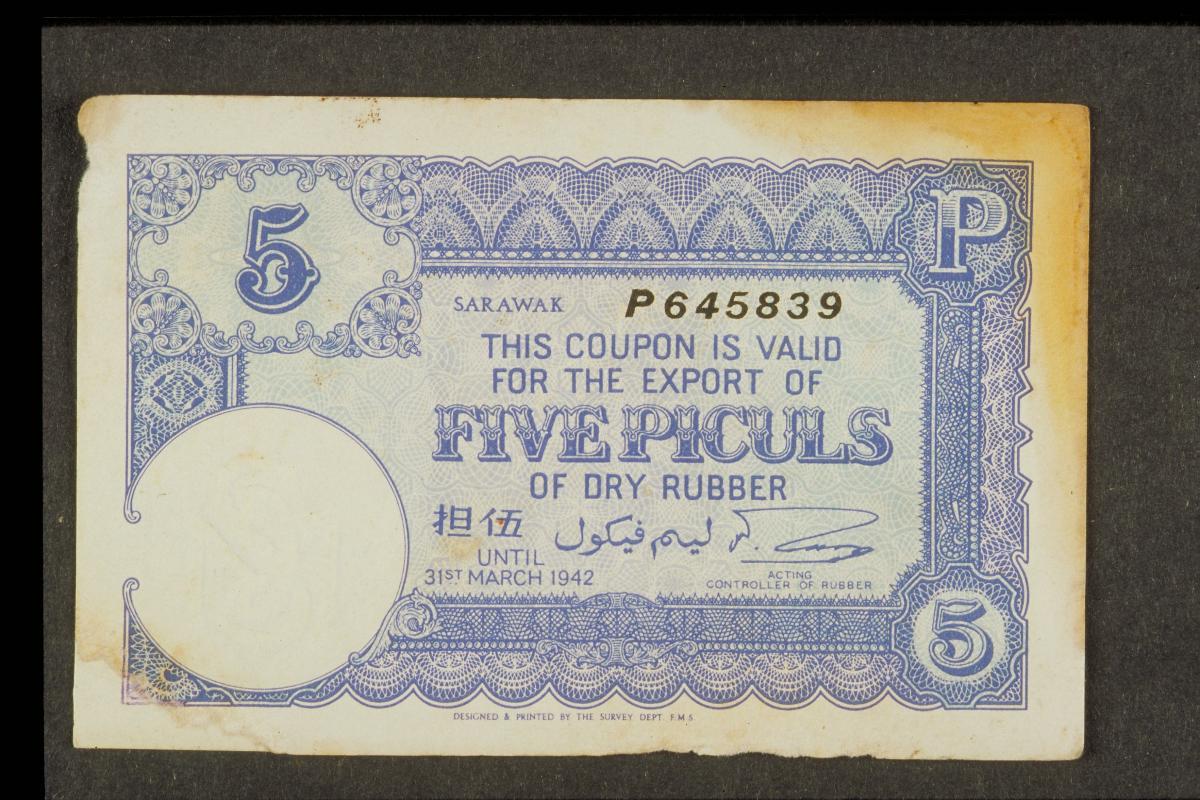 5
P
SARAWAK P645839
THIS COUPON IS VALID
FOR THE EXPORT OF
FIVE PICULS
OF DRY RUBBER
担伍 ليم فيكول
UNTIL
31ST MARCH 1942
ACTING
CONTROLLER OF RUBBER
5
DESIGNED & PRINTED BY THE SURVEY DEPT. F.M.S.